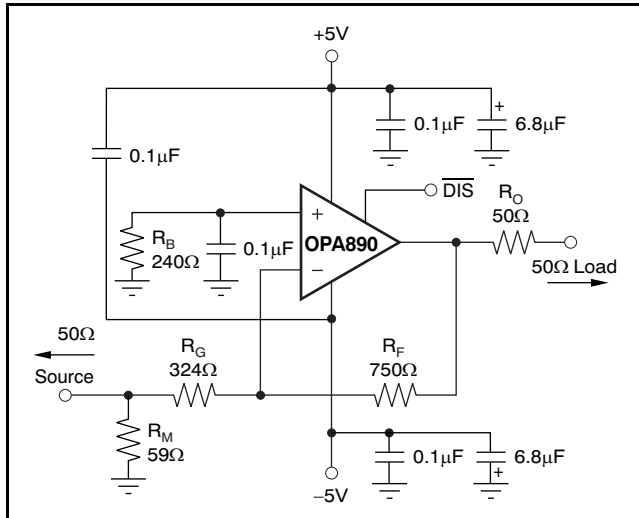 +5V
0.1μF
0.1μF
6.8μF
+
DIS
R_O
50Ω
+
OPA890
−
R_B
240Ω
0.1μF
50Ω Load
50Ω
Source
R_G
324Ω
R_F
750Ω
R_M
59Ω
0.1μF
6.8μF
+
−5V